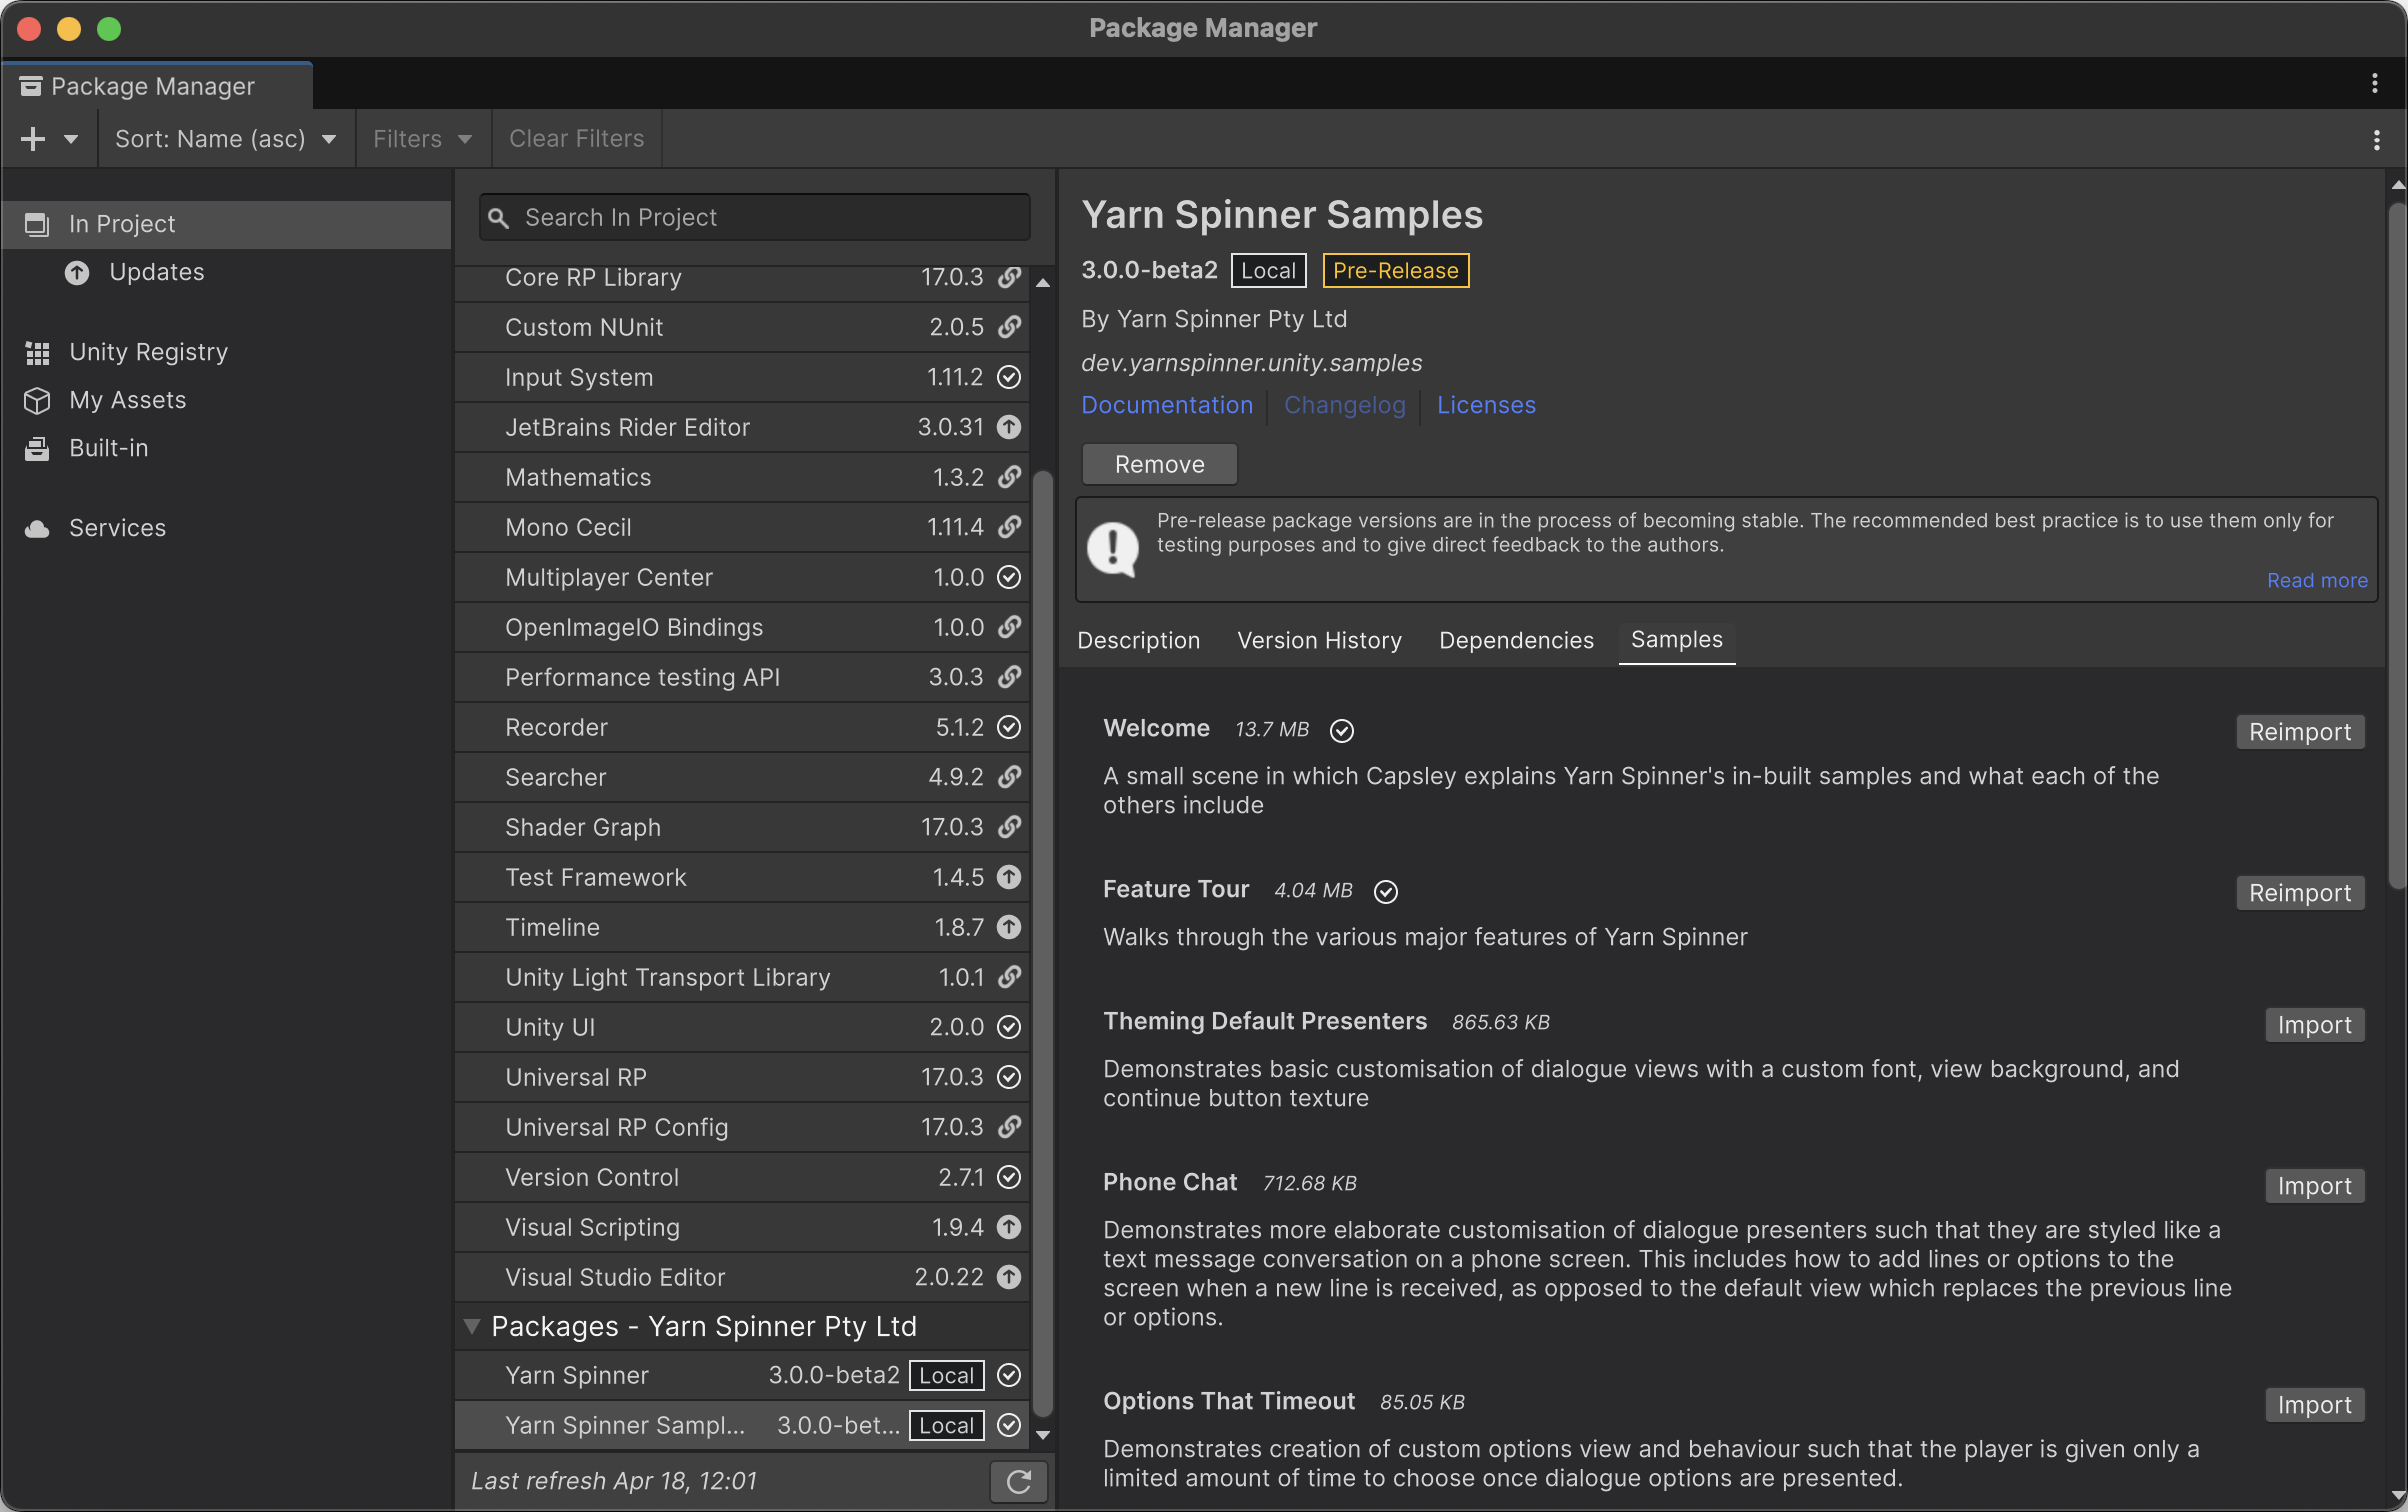 Package Manager
Package Manager
Sort: Name (asc)
Filters
Clear Filters
In Project
Updates
Unity Registry
My Assets
Built-in
Services
Search In Project
Core RP Library 17.0.3
Custom NUnit 2.0.5
Input System 1.11.2
JetBrains Rider Editor 3.0.31
Mathematics 1.3.2
Mono Cecil 1.11.4
Multiplayer Center 1.0.0
OpenImageIO Bindings 1.0.0
Performance testing API 3.0.3
Recorder 5.1.2
Searcher 4.9.2
Shader Graph 17.0.3
Test Framework 1.4.5
Timeline 1.8.7
Unity Light Transport Library 1.0.1
Unity UI 2.0.0
Universal RP 17.0.3
Universal RP Config 17.0.3
Version Control 2.7.1
Visual Scripting 1.9.4
Visual Studio Editor 2.0.22
Packages - Yarn Spinner Pty Ltd
Yarn Spinner 3.0.0-beta2 Local
Yarn Spinner Sampl... 3.0.0-bet... Local
Last refresh Apr 18, 12:01
Yarn Spinner Samples
3.0.0-beta2 Local Pre-Release
By Yarn Spinner Pty Ltd
dev.yarnspinner.unity.samples
Documentation Changelog Licenses
Remove
Pre-release package versions are in the process of becoming stable. The recommended best practice is to use them only for
testing purposes and to give direct feedback to the authors.
Read more
Description Version History Dependencies Samples
Welcome 13.7 MB Reimport
A small scene in which Capsley explains Yarn Spinner's in-built samples and what each of the
others include
Feature Tour 4.04 MB Reimport
Walks through the various major features of Yarn Spinner
Theming Default Presenters 865.63 KB Import
Demonstrates basic customisation of dialogue views with a custom font, view background, and
continue button texture
Phone Chat 712.68 KB Import
Demonstrates more elaborate customisation of dialogue presenters such that they are styled like a
text message conversation on a phone screen. This includes how to add lines or options to the
screen when a new line is received, as opposed to the default view which replaces the previous line
or options.
Options That Timeout 85.05 KB Import
Demonstrates creation of custom options view and behaviour such that the player is given only a
limited amount of time to choose once dialogue options are presented.